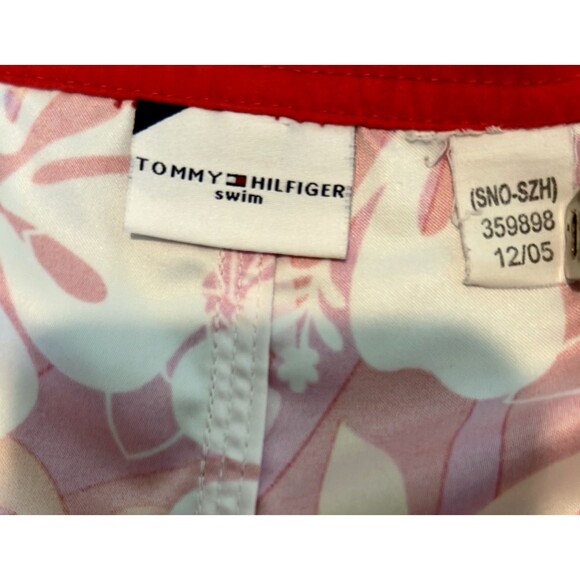 TOMMY HILFIGER
swim
(SNO-SZH)
359898
12/05